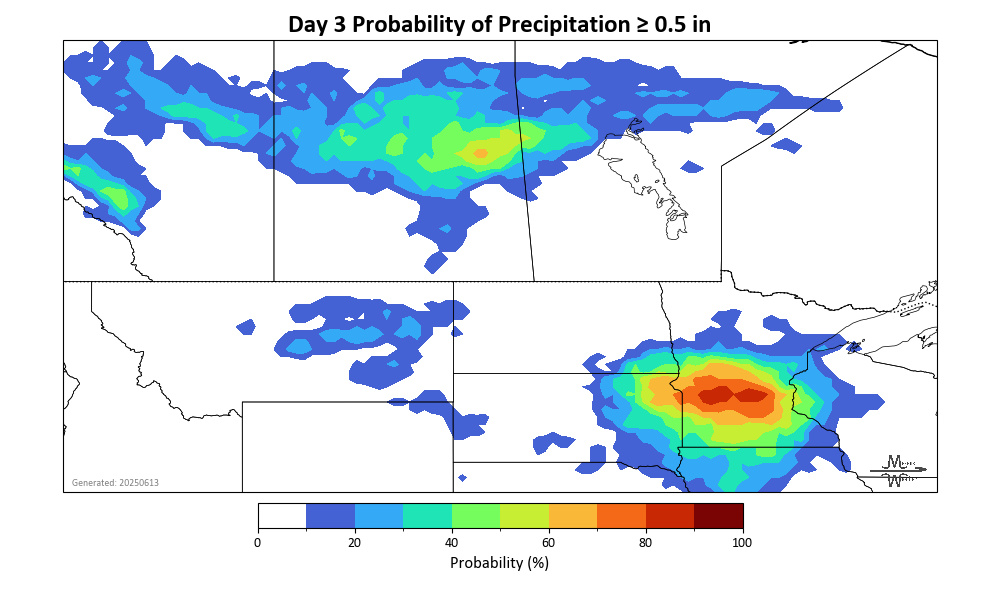 Day 3 Probability of Precipitation ≥ 0.5 in
Generated: 20250613
0 20 40 60 80 100
Probability (%)